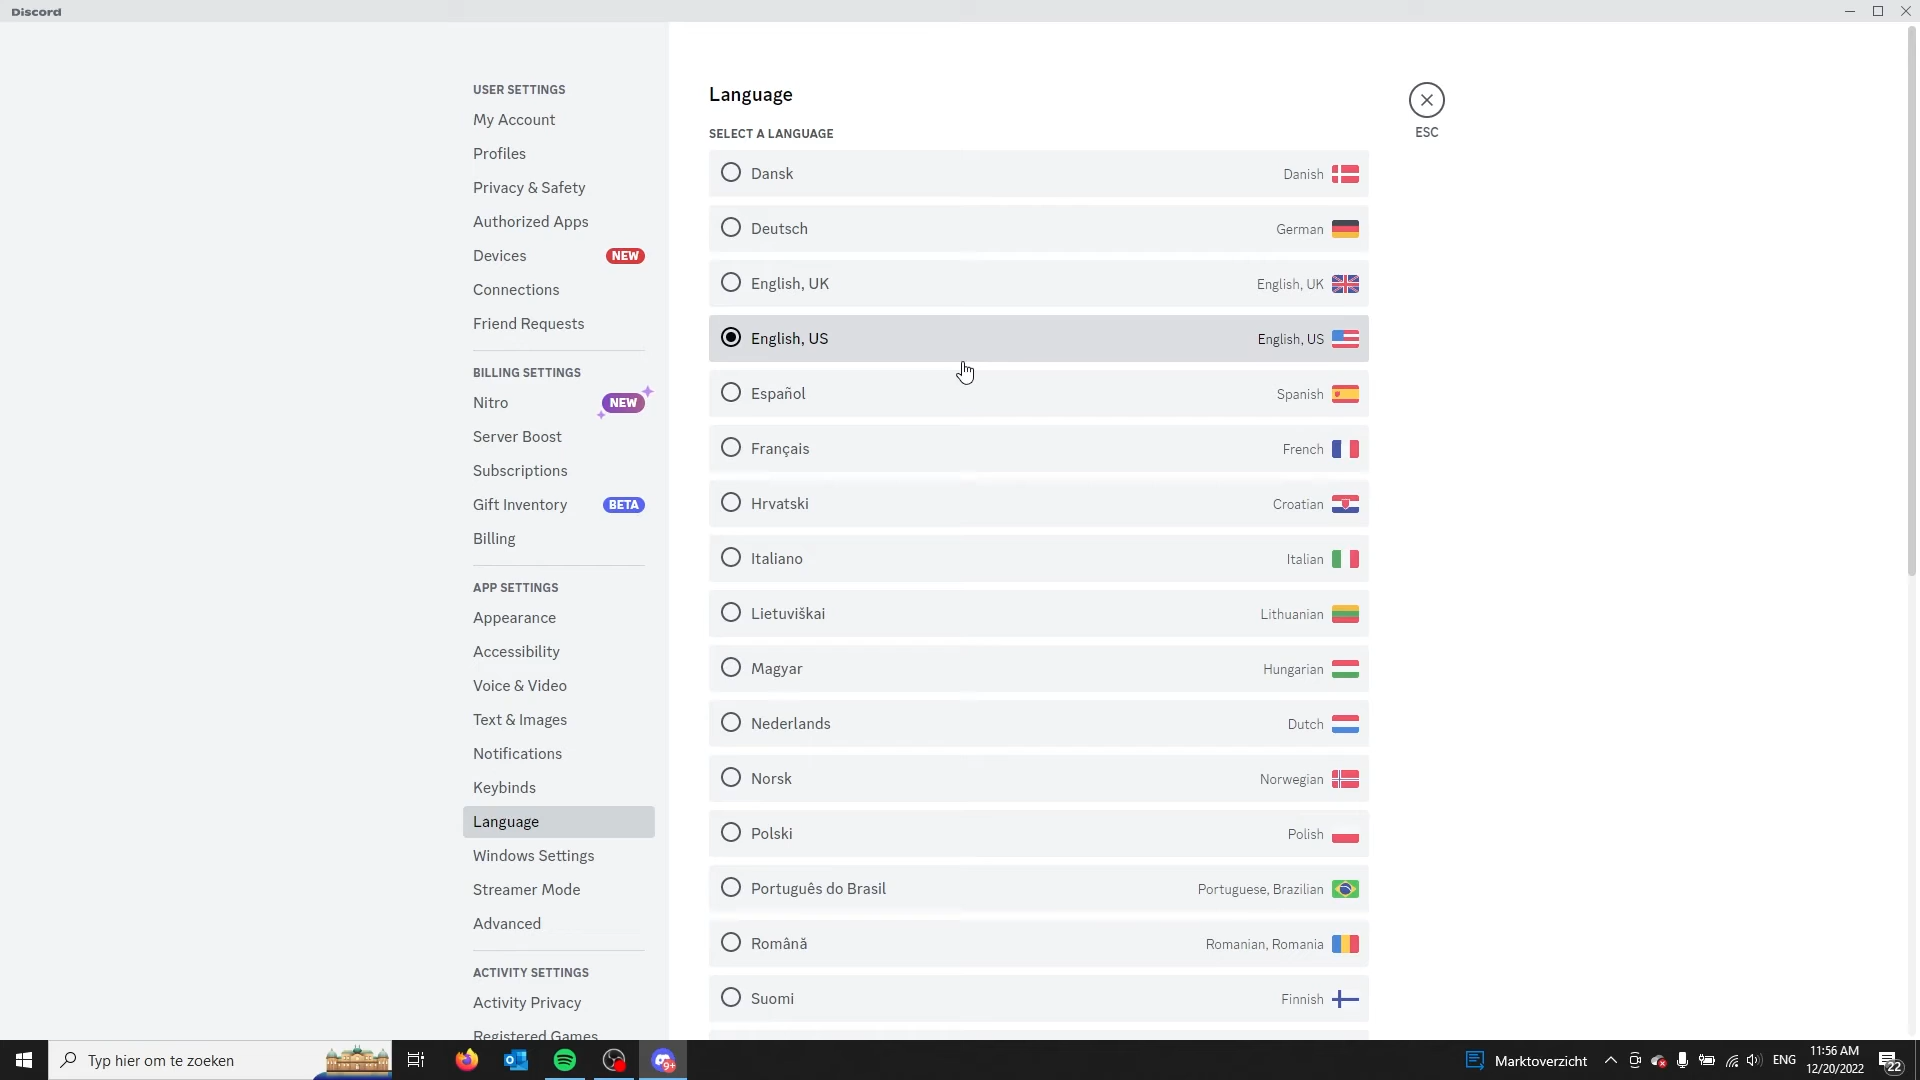 Discord
USER SETTINGS
My Account
Profiles
Privacy & Safety
Authorized Apps
Devices NEW
Connections
Friend Requests
BILLING SETTINGS
Nitro NEW
Server Boost
Subscriptions
Gift Inventory BETA
Billing
APP SETTINGS
Appearance
Accessibility
Voice & Video
Text & Images
Notifications
Keybinds
Language
Windows Settings
Streamer Mode
Advanced
ACTIVITY SETTINGS
Activity Privacy
Registered Games
Language
ESC
SELECT A LANGUAGE
Dansk Danish
Deutsch German
English, UK English, UK
English, US English, US
Español Spanish
Français French
Hrvatski Croatian
Italiano Italian
Lietuviškai Lithuanian
Magyar Hungarian
Nederlands Dutch
Norsk Norwegian
Polski Polish
Português do Brasil Portuguese, Brazilian
Română Romanian, Romania
Suomi Finnish
Typ hier om te zoeken
9+
Marktoverzicht
ENG
11:56 AM
12/20/2022
22